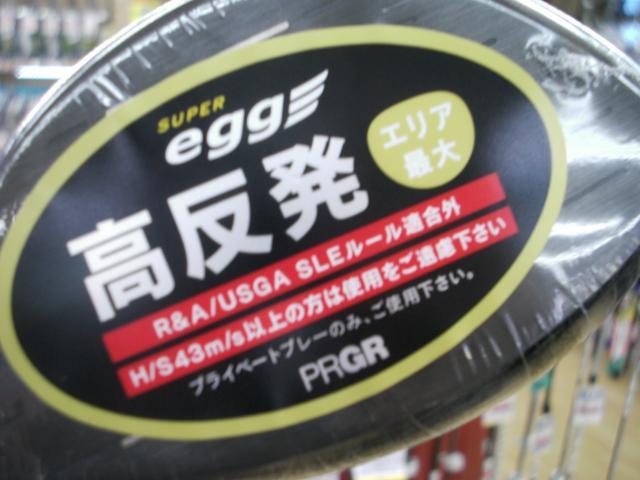 SUPER
egg
エリア
最大
高反発
R&A/USGA SLEルール適合外
H/S43m/s以上の方は使用をご遠慮下さい
プライベートプレーのみ、ご使用下さい。
PRGR